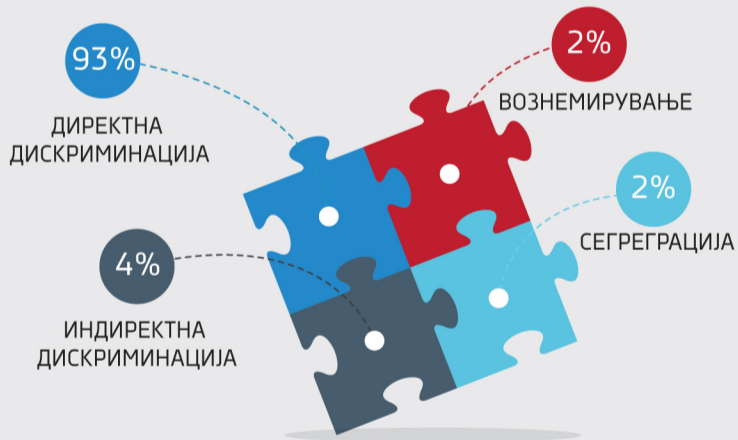 93%
ДИРЕКТНА
ДИСКРИМИНАЦИЈА
2%
ВОЗНЕМИРУВАЊЕ
2%
СЕГРЕГРАЦИЈА
4%
ИНДИРЕКТНА
ДИСКРИМИНАЦИЈА